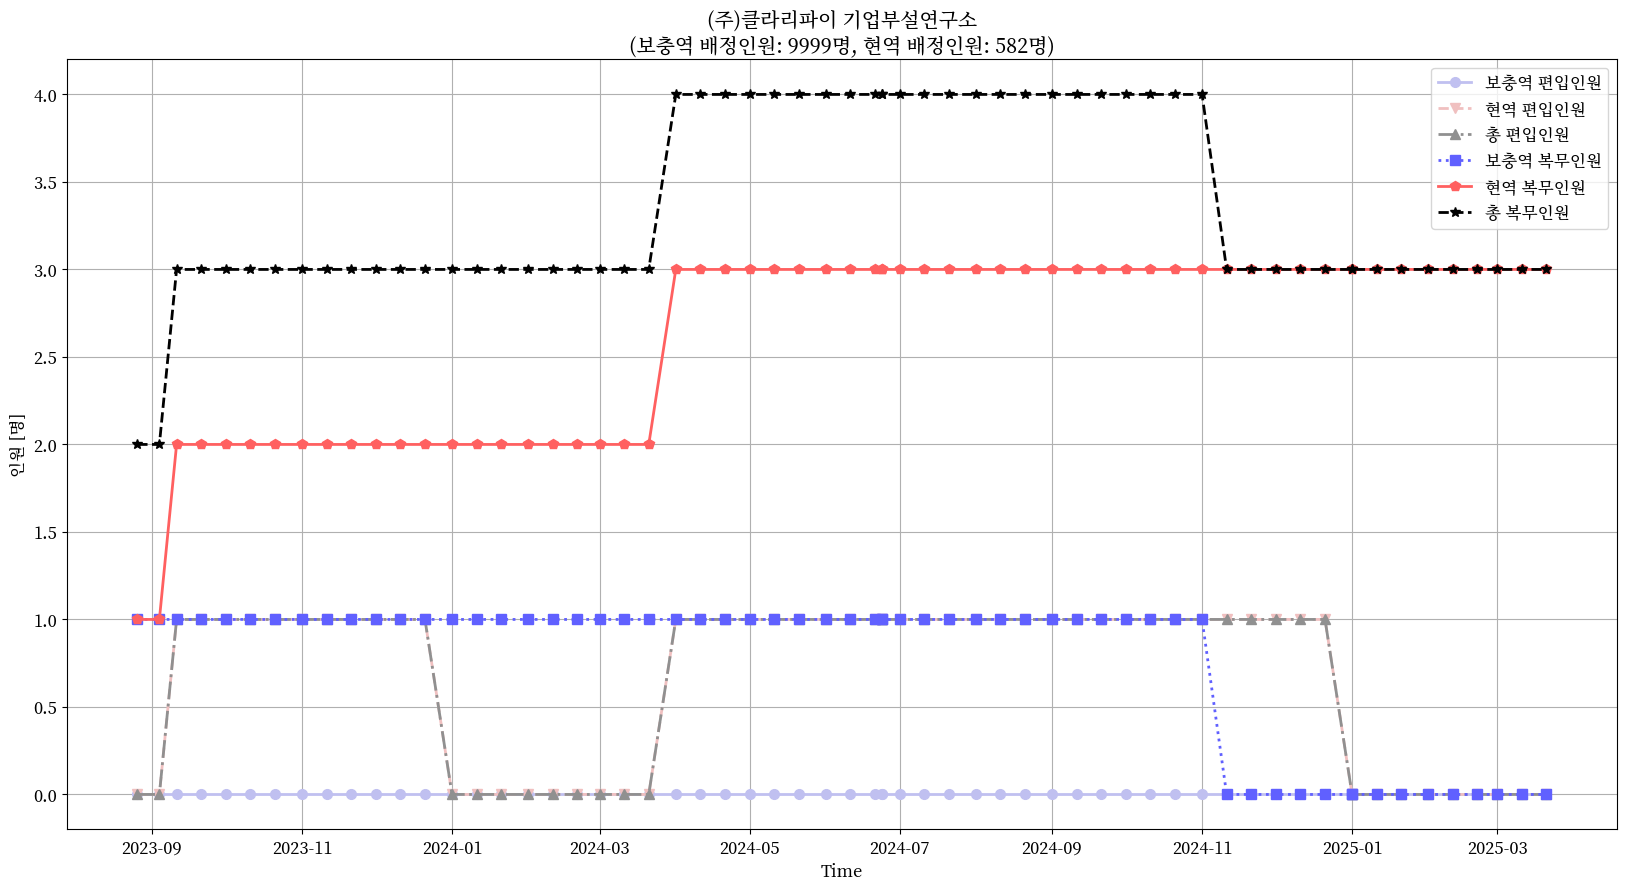 (주)클라리파이 기업부설연구소
(보충역 배정인원: 9999명, 현역 배정인원: 582명)
보충역 편입인원
현역 편입인원
총 편입인원
보충역 복무인원
현역 복무인원
총 복무인원
인원 [명]
4.0
3.5
3.0
2.5
2.0
1.5
1.0
0.5
0.0
2023-09 2023-11 2024-01 2024-03 2024-05 2024-07 2024-09 2024-11 2025-01 2025-03
Time